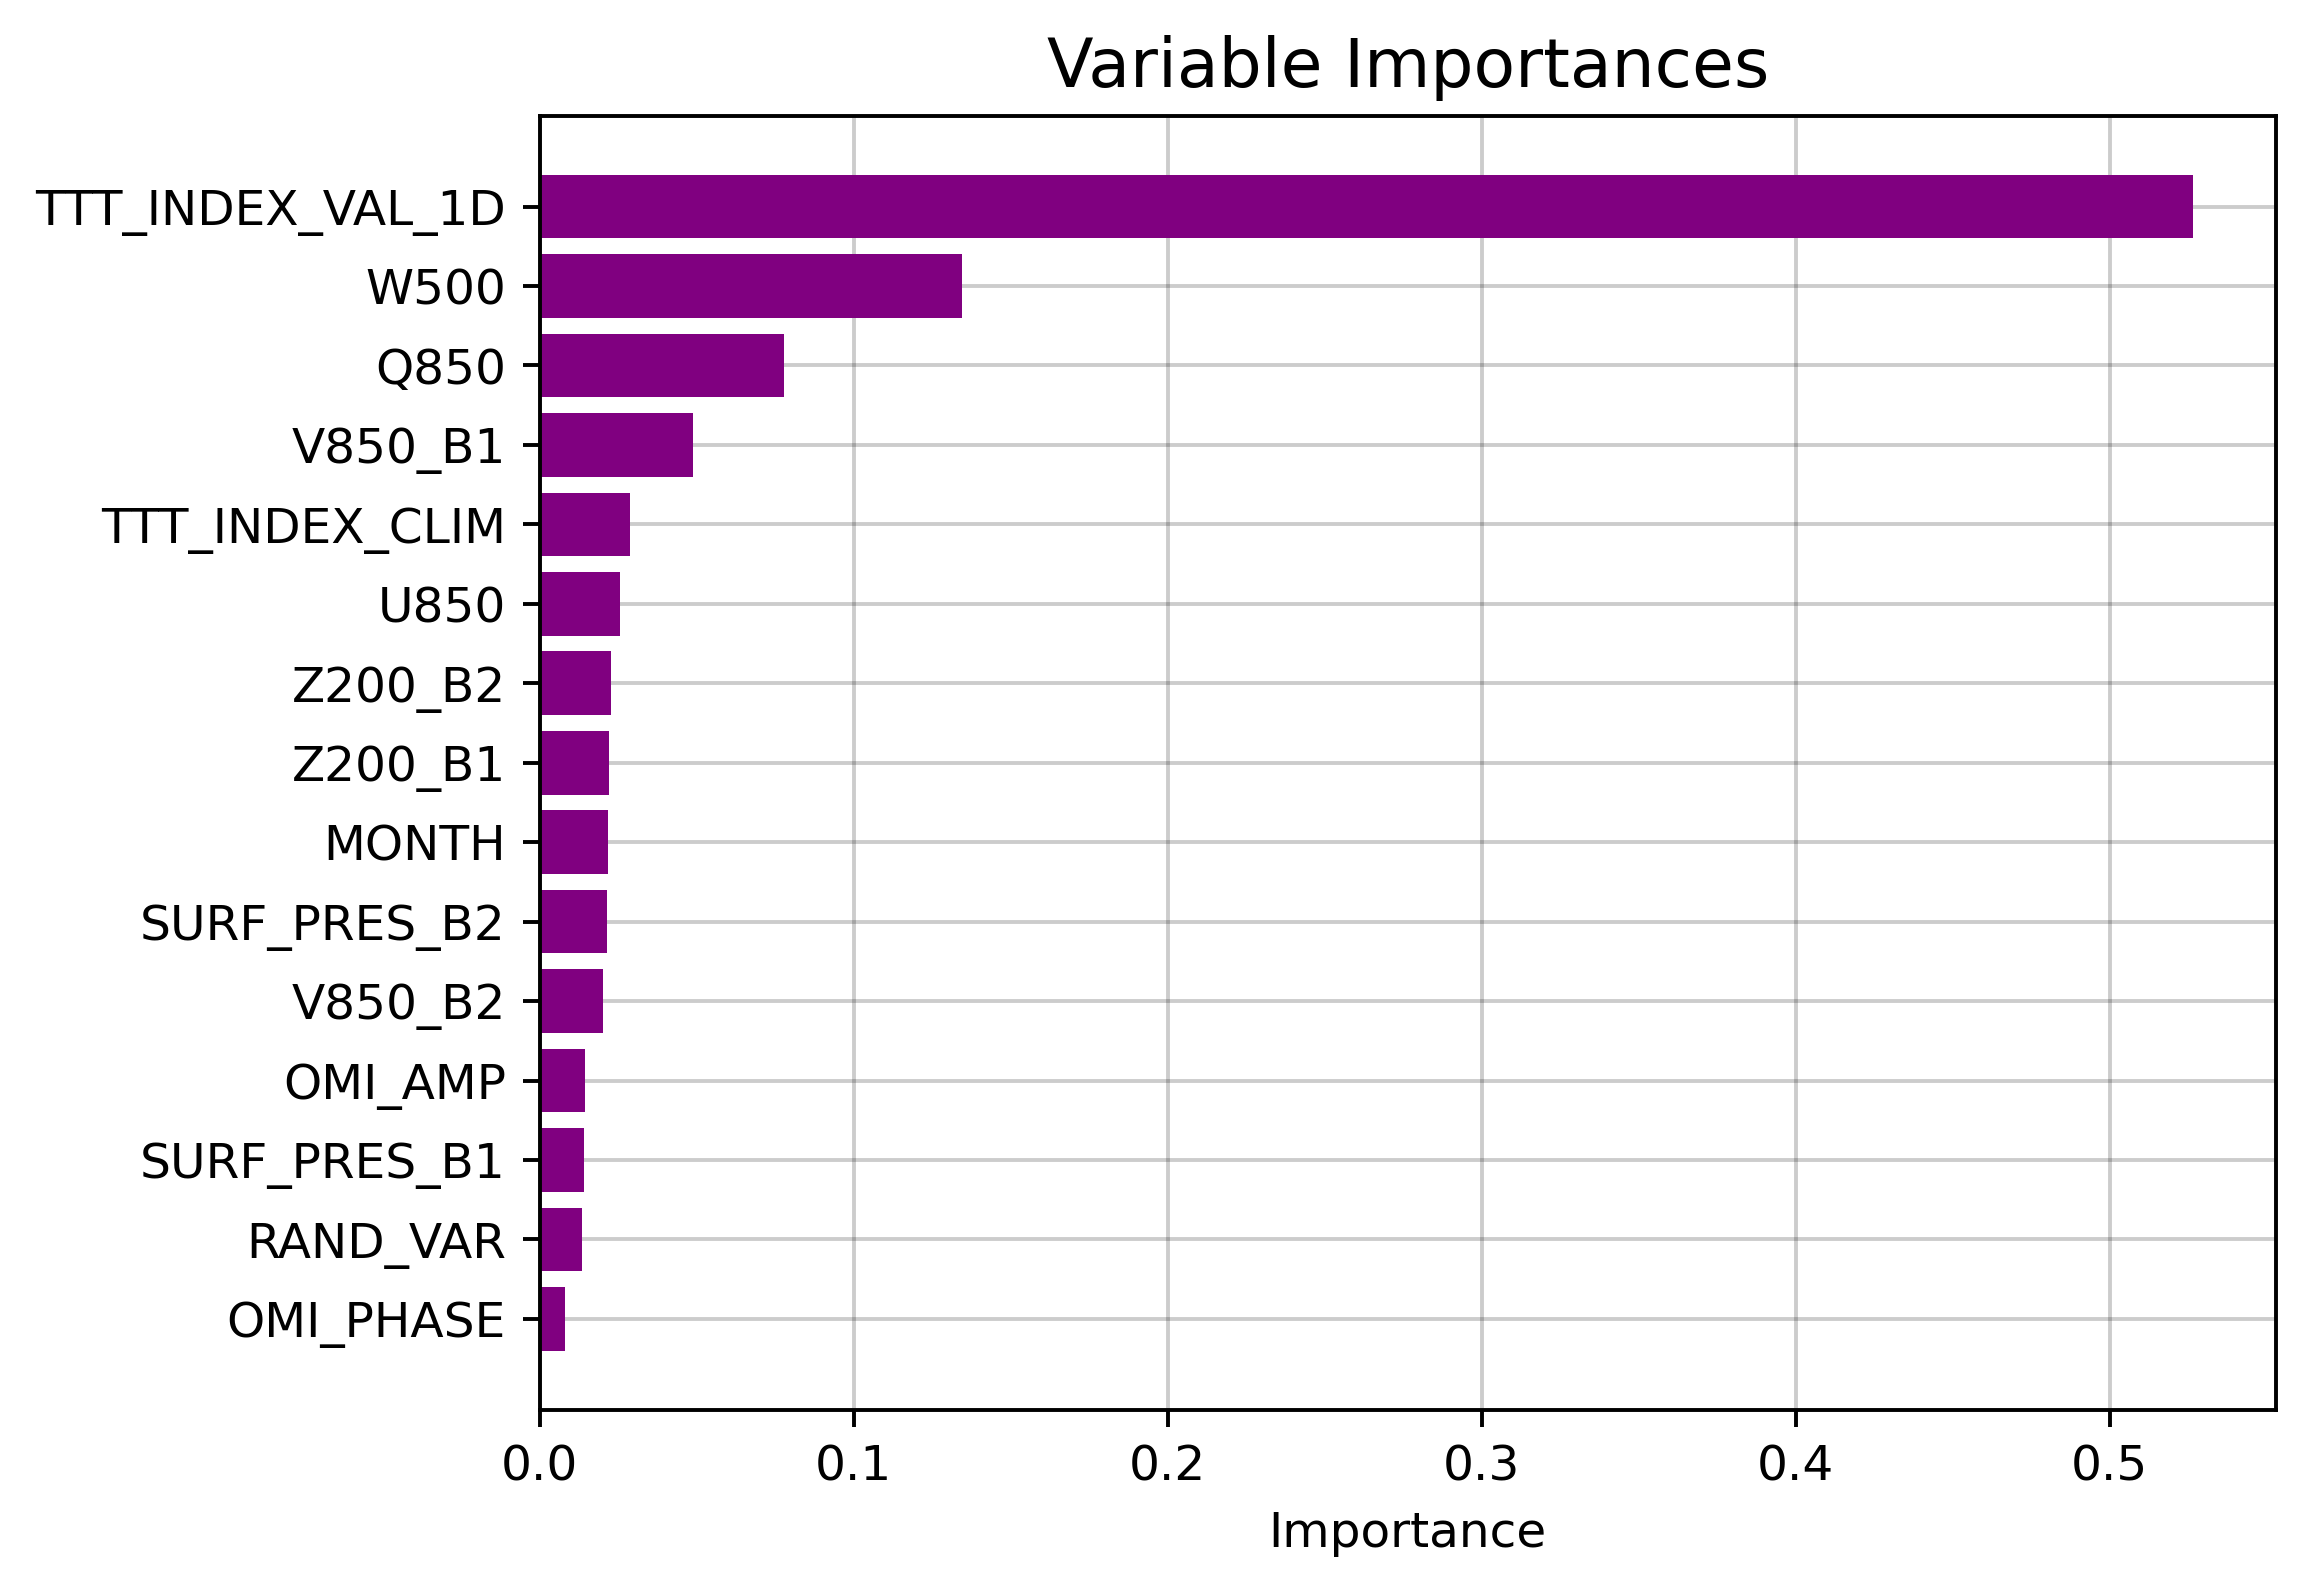 Variable Importances
TTT_INDEX_VAL_1D
W500
Q850
V850_B1
TTT_INDEX_CLIM
U850
Z200_B2
Z200_B1
MONTH
SURF_PRES_B2
V850_B2
OMI_AMP
SURF_PRES_B1
RAND_VAR
OMI_PHASE
0.0 0.1 0.2 0.3 0.4 0.5
Importance